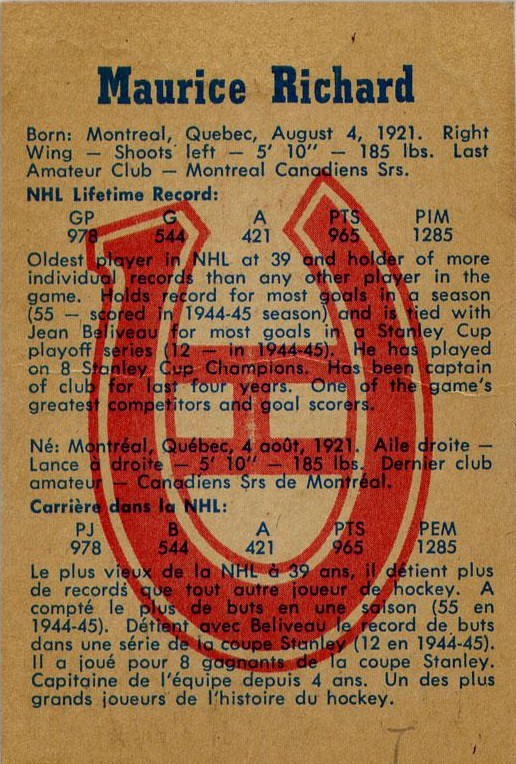 Maurice Richard
Born: Montreal, Quebec, August 4, 1921. Right
Wing — Shoots left — 5' 10" — 185 lbs. Last
Amateur Club — Montreal Canadiens Srs.
NHL Lifetime Record:
GP G A PTS PIM
978 544 421 965 1285
Oldest player in NHL at 39 and holder of more
individual records than any other player in the
game. Holds record for most goals in a season
(55 — scored in 1944-45 season) and is tied with
Jean Beliveau for most goals in a Stanley Cup
playoff series (12 — in 1944-45). He has played
on 8 Stanley Cup Champions. Has been captain
of club for last four years. One of the game's
greatest competitors and goal scorers.
Né: Montréal, Québec, 4 août, 1921. Aile droite —
Lance à droite — 5' 10" — 185 lbs. Dernier club
amateur — Canadiens Srs de Montréal.
Carrière dans la NHL:
PJ B A PTS PEM
978 544 421 965 1285
Le plus vieux de la NHL à 39 ans, il détient plus
de records que tout autre joueur de hockey. A
compté le plus de buts en une saison (55 en
1944-45). Détient avec Beliveau le record de buts
dans une série de la coupe Stanley (12 en 1944-45).
Il a joué pour 8 gagnants de la coupe Stanley.
Capitaine de l'équipe depuis 4 ans. Un des plus
grands joueurs de l'histoire du hockey.